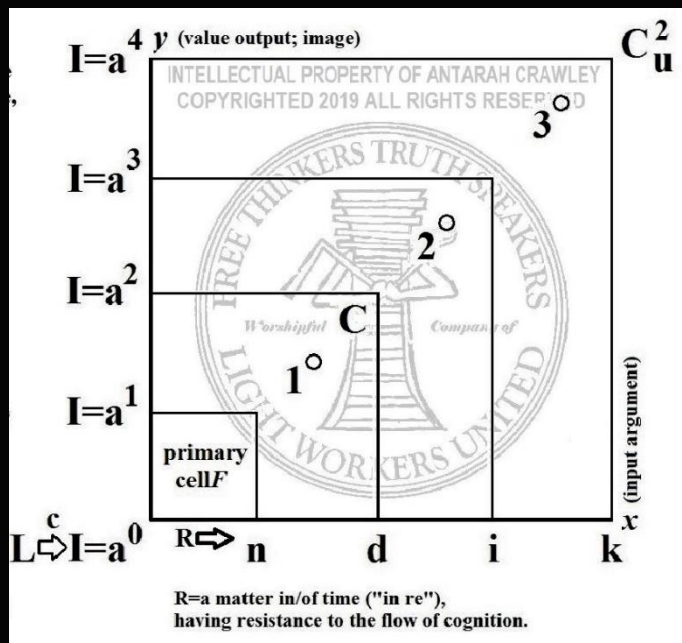 I=a⁴ y (value output; image) C²ᵤ
INTELLECTUAL PROPERTY OF ANTARAH CRAWLEY
COPYRIGHTED 2019 ALL RIGHTS RESERVED
3°
I=a³
FREE THINKERS TRUTH SPEAKERS
2°
I=a²
C
Worshipful Company of
1°
LIGHT WORKERS UNITED
I=a¹
primary
cellF
(input argument)
c
L⇨I=a⁰ R⇨ n d i k x
R=a matter in/of time ("in re"),
having resistance to the flow of cognition.